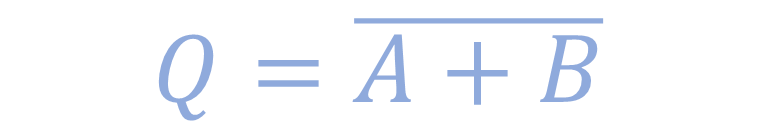 Q = \overline{A + B}